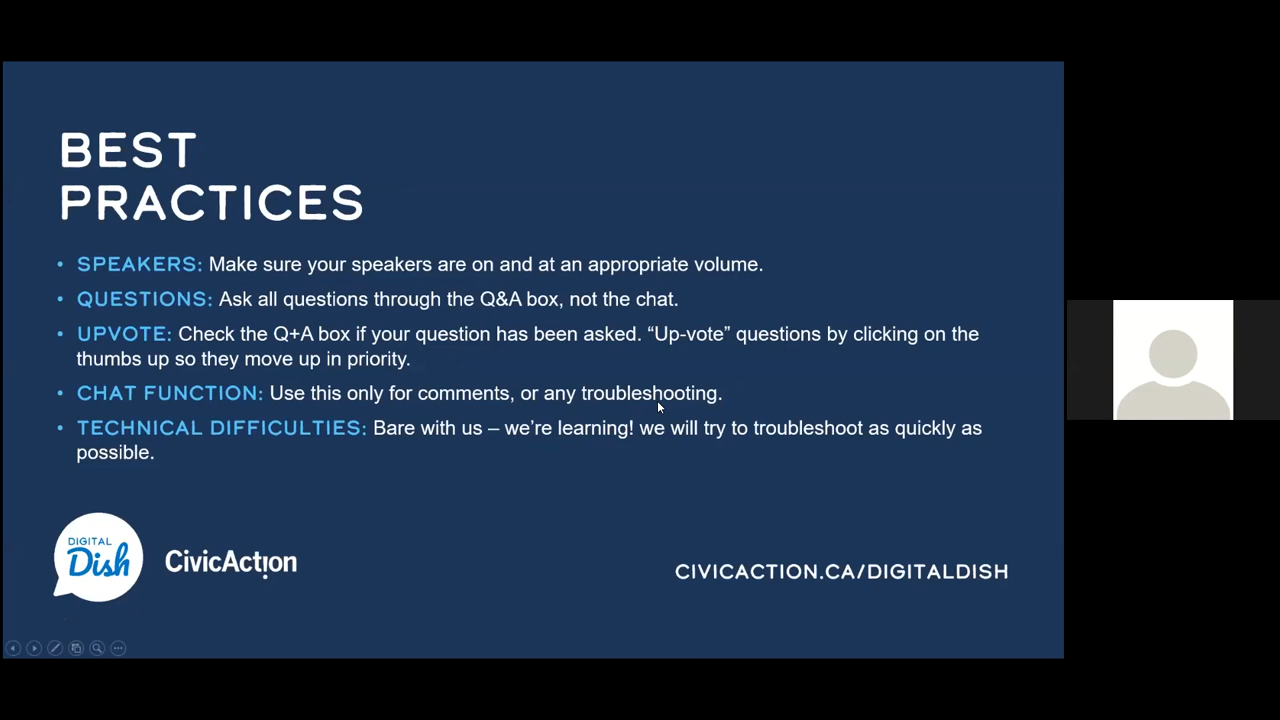 BEST
PRACTICES
• SPEAKERS: Make sure your speakers are on and at an appropriate volume.
• QUESTIONS: Ask all questions through the Q&A box, not the chat.
• UPVOTE: Check the Q+A box if your question has been asked. “Up-vote” questions by clicking on the
thumbs up so they move up in priority.
• CHAT FUNCTION: Use this only for comments, or any troubleshooting.
• TECHNICAL DIFFICULTIES: Bare with us – we’re learning! we will try to troubleshoot as quickly as
possible.
DIGITAL
Dish
CivicAction
CIVICACTION.CA/DIGITALDISH